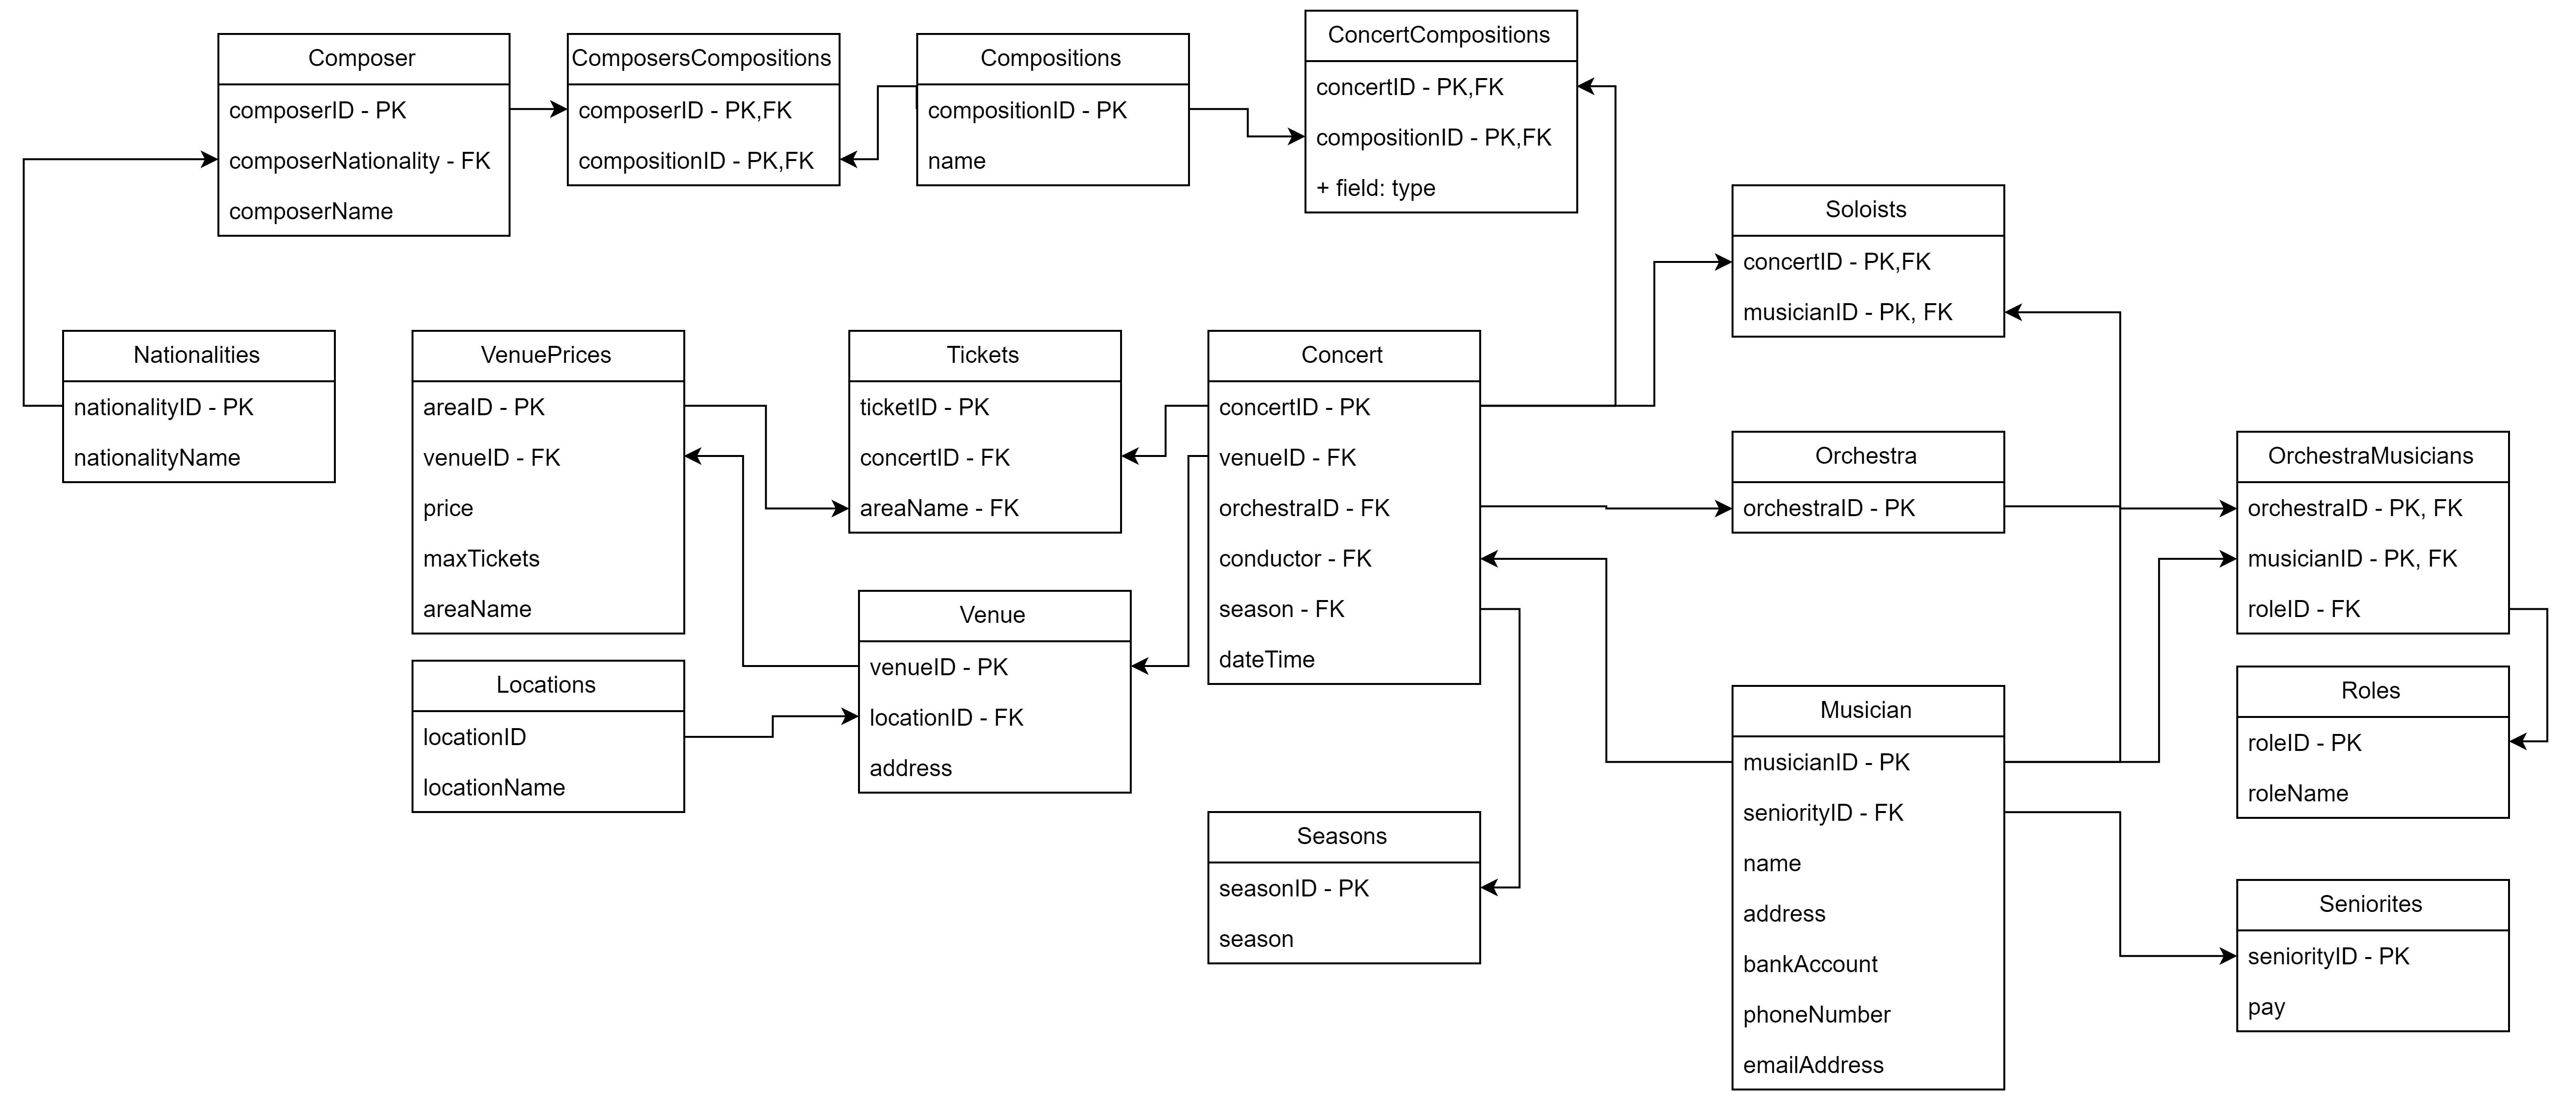 Composer
composerID - PK
composerNationality - FK
composerName
ComposersCompositions
composerID - PK,FK
compositionID - PK,FK
Compositions
compositionID - PK
name
ConcertCompositions
concertID - PK,FK
compositionID - PK,FK
+ field: type
Soloists
concertID - PK,FK
musicianID - PK, FK
Nationalities
nationalityID - PK
nationalityName
VenuePrices
areaID - PK
venueID - FK
price
maxTickets
areaName
Tickets
ticketID - PK
concertID - FK
areaName - FK
Concert
concertID - PK
venueID - FK
orchestraID - FK
conductor - FK
season - FK
dateTime
Orchestra
orchestraID - PK
OrchestraMusicians
orchestraID - PK, FK
musicianID - PK, FK
roleID - FK
Locations
locationID
locationName
Venue
venueID - PK
locationID - FK
address
Seasons
seasonID - PK
season
Musician
musicianID - PK
seniorityID - FK
name
address
bankAccount
phoneNumber
emailAddress
Roles
roleID - PK
roleName
Seniorites
seniorityID - PK
pay